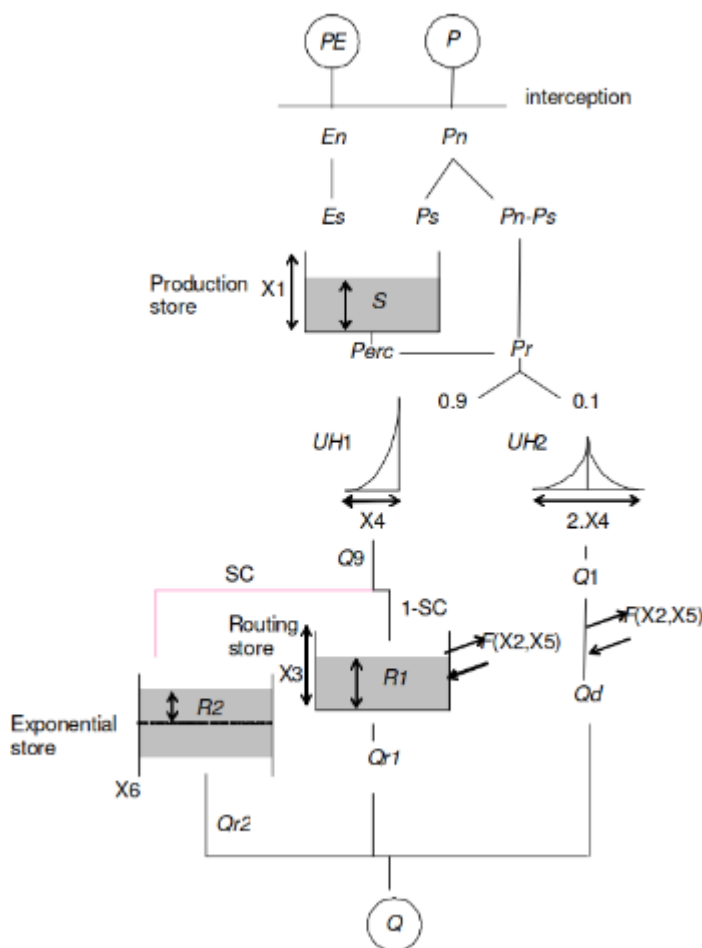 PE P
interception
En Pn
Es Ps Pn-Ps
Production
store
X1
S
Perc Pr
0.9 0.1
UH1 UH2
X4 2.X4
Q9 Q1
SC
1-SC
Routing
store
X3
R1
F(X2,X5) F(X2,X5)
Qd
R2
Exponential
store
X6
Qr1
Qr2
Q